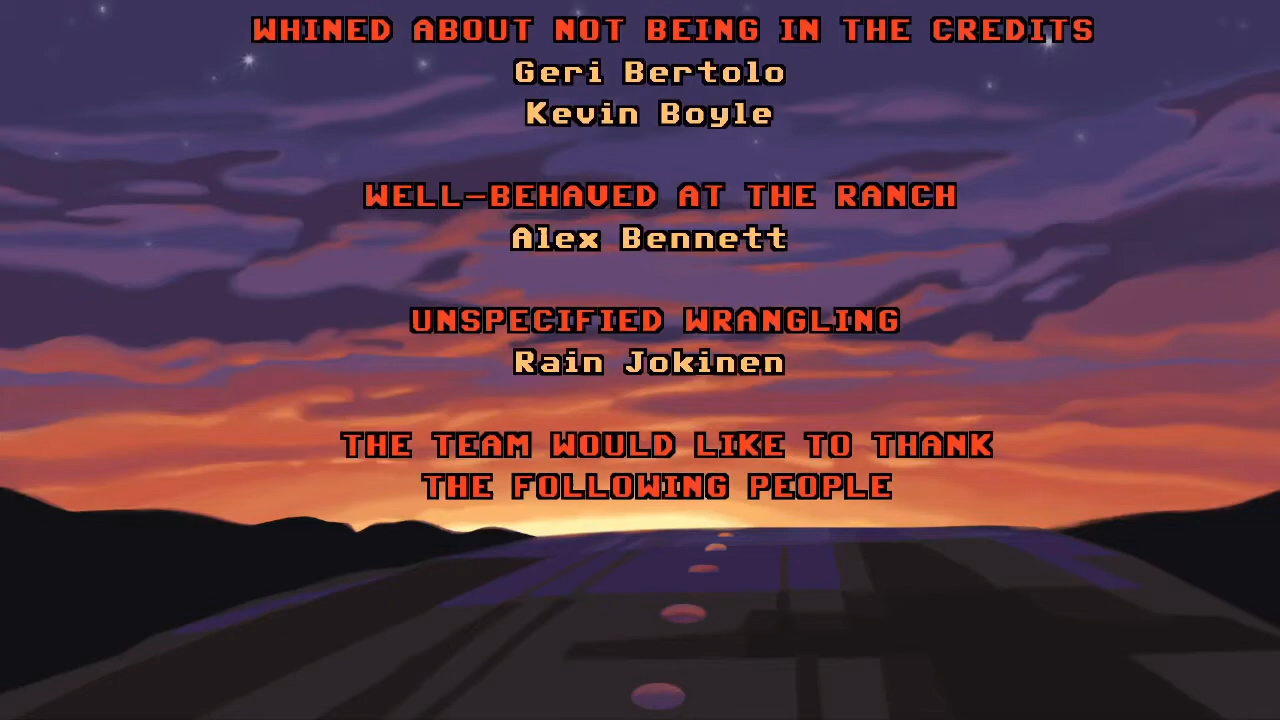 WHINED ABOUT NOT BEING IN THE CREDITS
Geri Bertolo
Kevin Boyle
WELL-BEHAVED AT THE RANCH
Alex Bennett
UNSPECIFIED WRANGLING
Rain Jokinen
THE TEAM WOULD LIKE TO THANK
THE FOLLOWING PEOPLE